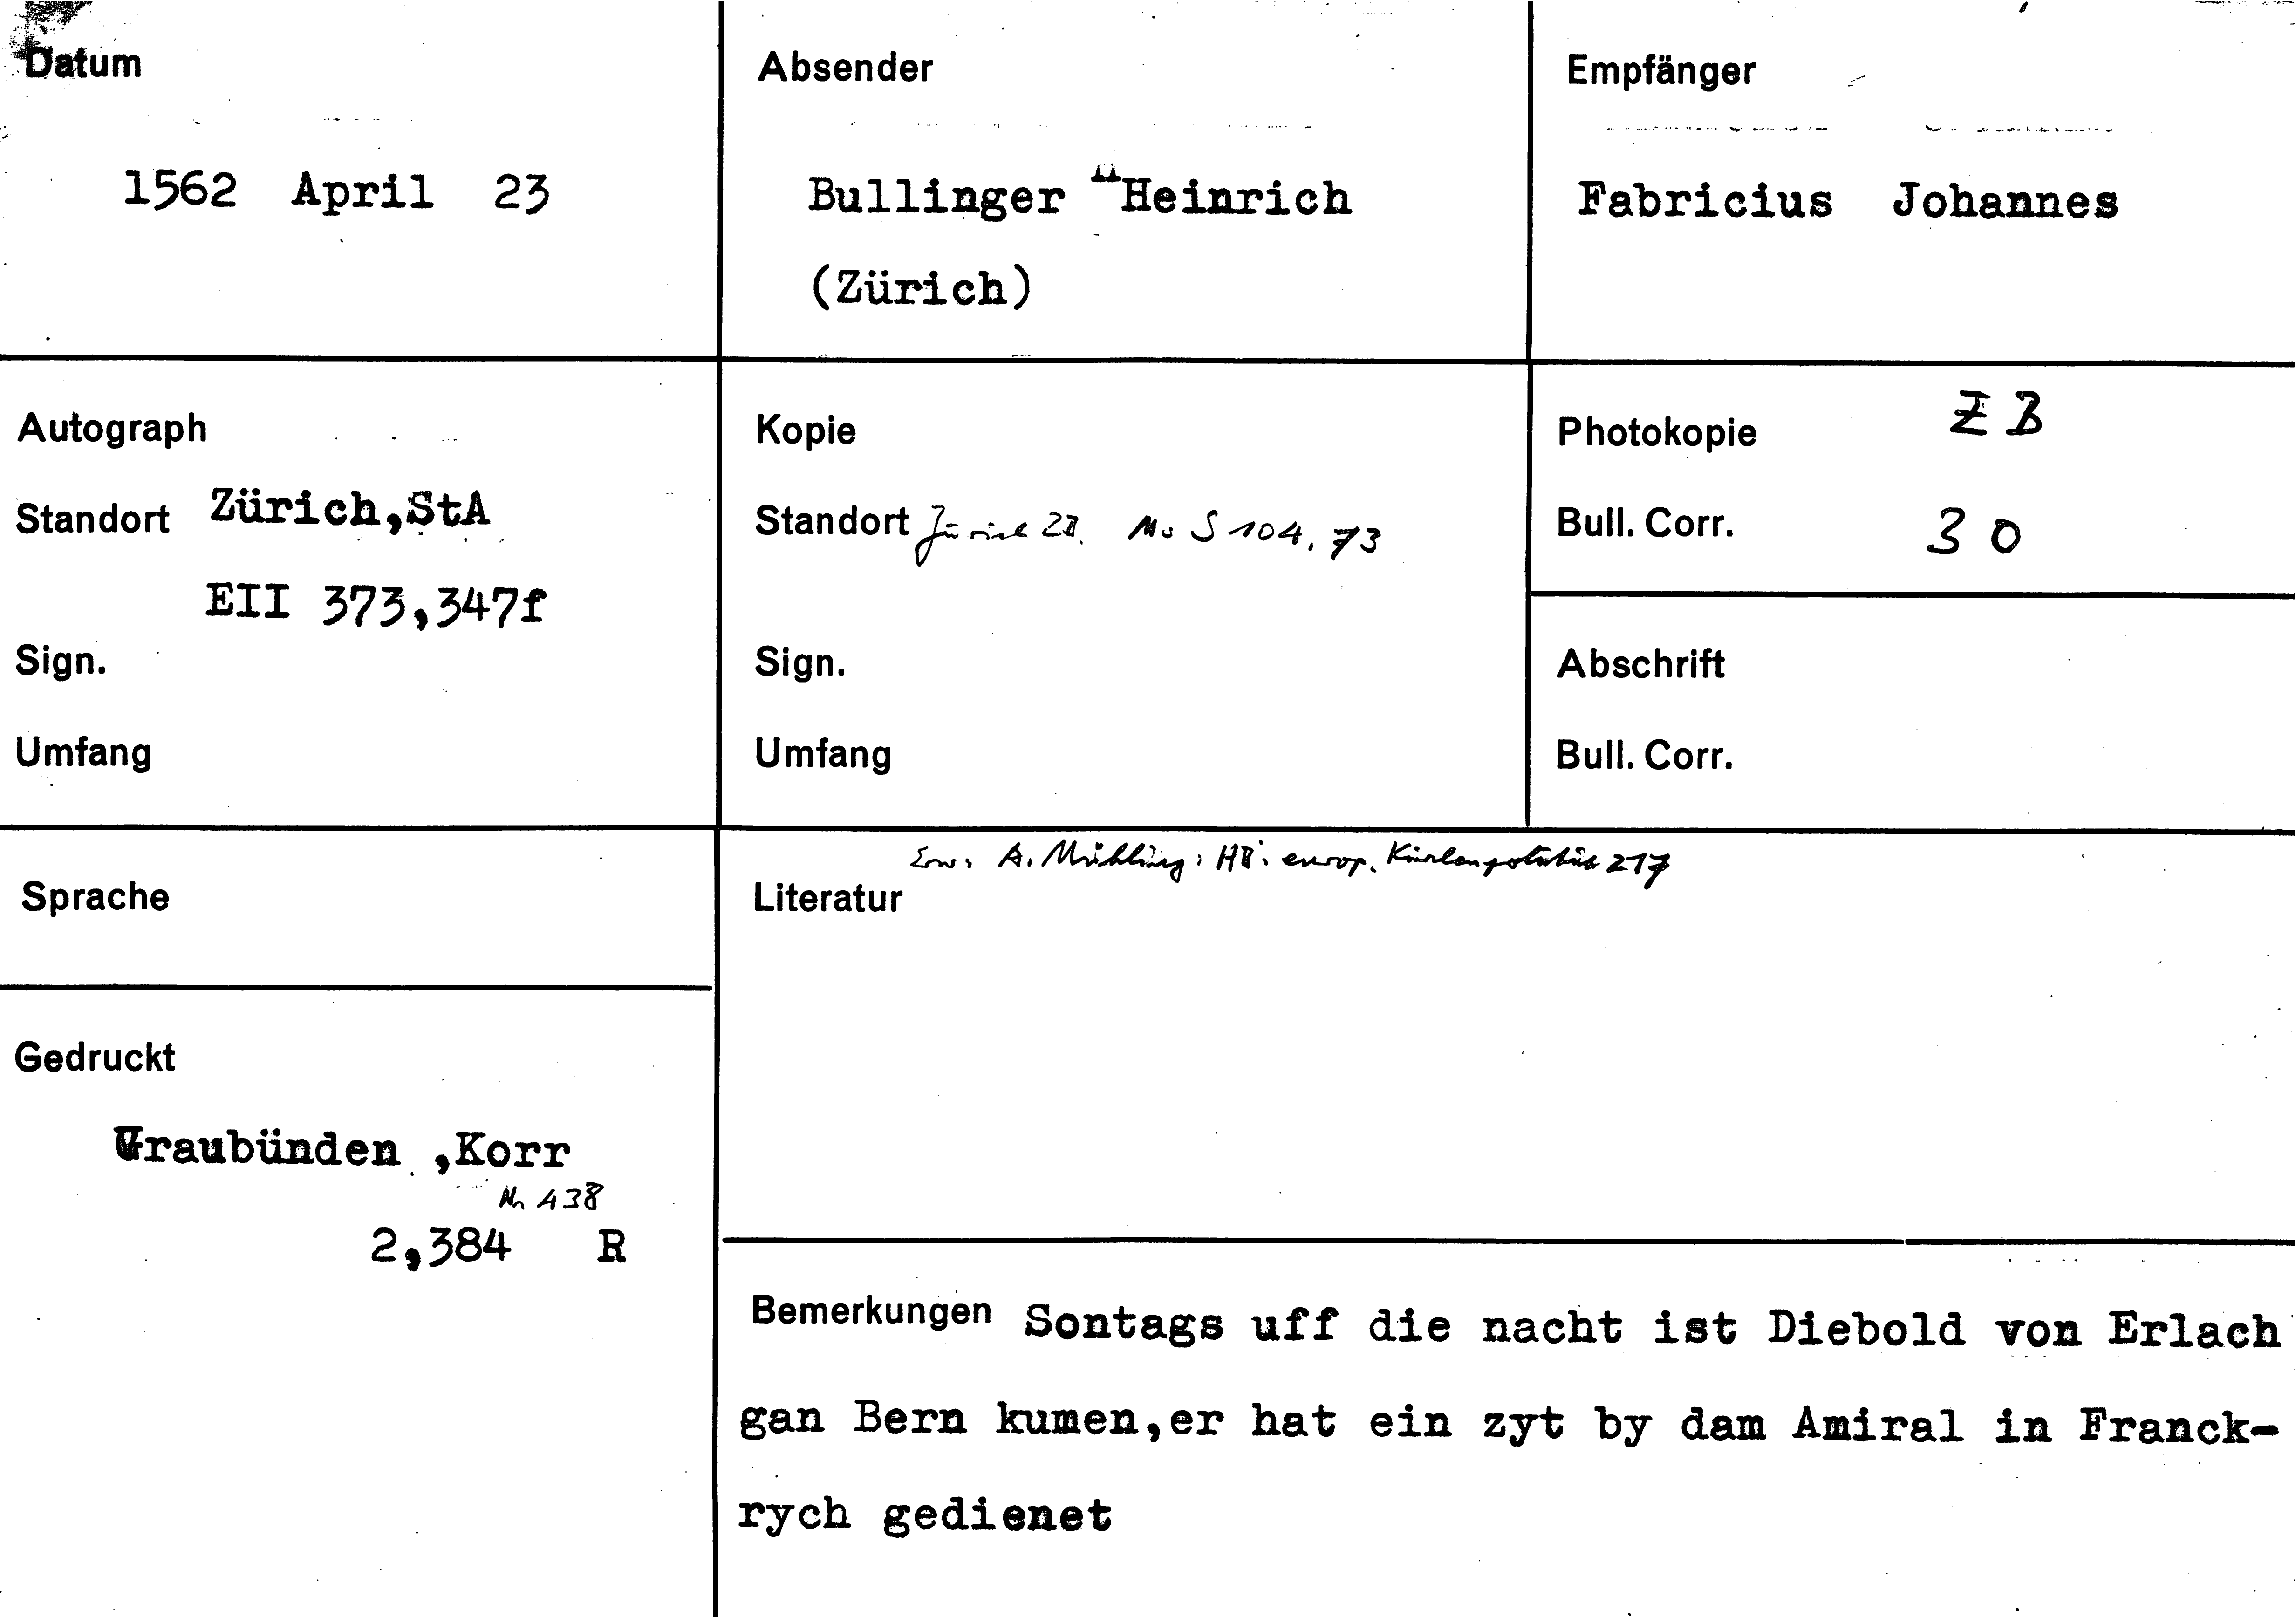 Datum
1562 April 23
Absender
Bullinger Heinrich
(Zürich)
Empfänger
Fabricius Johannes
Autograph
Standort Zürich,StA
EII 373,347f
Sign.
Umfang
Kopie
Standort Zürich ZB. Ms S 104, 73
Sign.
Umfang
Photokopie ZB
Bull. Corr. 30
Abschrift
Bull. Corr.
Sprache
Gedruckt
Graubünden ,Korr
Nr 438
2,384 R
Erw: A. Mühling: HB: europ. Kirchenpolitik 217
Literatur
Bemerkungen Sontags uff die nacht ist Diebold von Erlach
gan Bern kumen,er hat ein zyt by dam Amiral in Franck-
rych gedienet